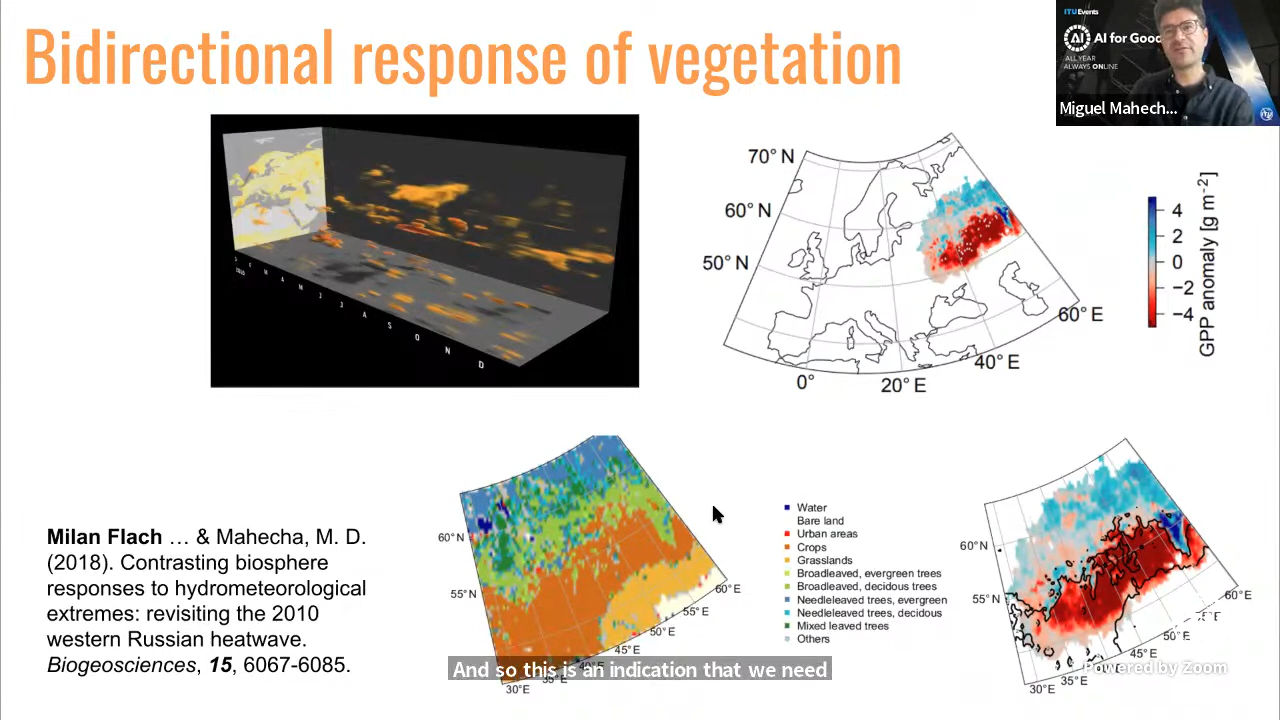 Bidirectional response of vegetation
ITUEvents
AI
AI for Good
ALL YEAR
ALWAYS ONLINE
Miguel Mahech...
2010
J F M A M J J A S O N D
70° N
60° N
50° N
0°
20° E
40° E
60° E
4
2
0
−2
−4
GPP anomaly [g m-2]
Milan Flach … & Mahecha, M. D.
(2018). Contrasting biosphere
responses to hydrometeorological
extremes: revisiting the 2010
western Russian heatwave.
Biogeosciences, 15, 6067-6085.
60°N
55°N
30°E
35°E
40°E
45°E
50°E
55°E
60°E
Water
Bare land
Urban areas
Crops
Grasslands
Broadleaved, evergreen trees
Broadleaved, decidous trees
Needleleaved trees, evergreen
Needleleaved trees, decidous
Mixed leaved trees
Others
60°N
55°N
30°E
35°E
45°E
60°E
And so this is an indication that we need
Powered by Zoom